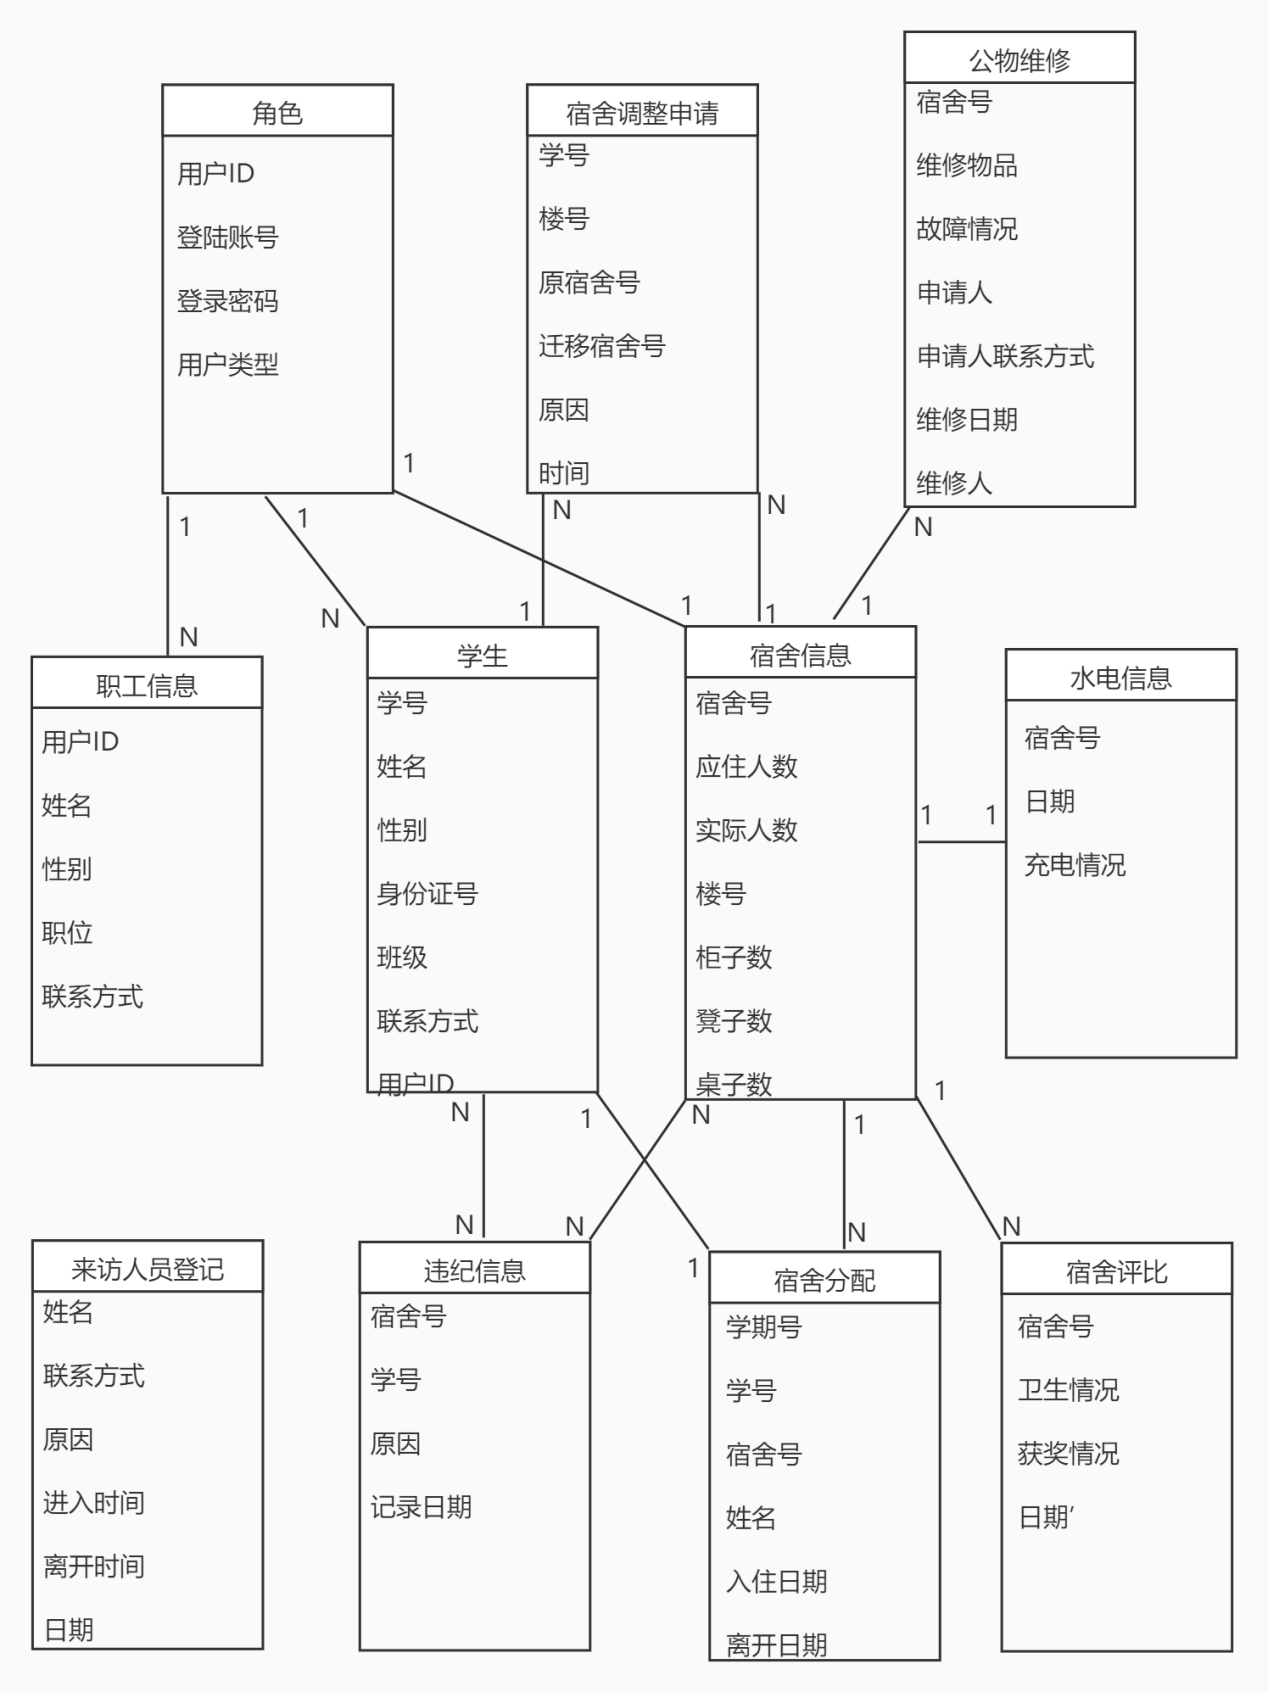 角色
用户ID
登陆账号
登录密码
用户类型
宿舍调整申请
学号
楼号
原宿舍号
迁移宿舍号
原因
时间
公物维修
宿舍号
维修物品
故障情况
申请人
申请人联系方式
维修日期
维修人
1
1
1
N
N
N
N
N
1
1
1
1
职工信息
用户ID
姓名
性别
职位
联系方式
学生
学号
姓名
性别
身份证号
班级
联系方式
用户ID
宿舍信息
宿舍号
应住人数
实际人数
楼号
柜子数
凳子数
桌子数
1
1
水电信息
宿舍号
日期
充电情况
N
1
N
1
1
N
N
1
N
N
来访人员登记
姓名
联系方式
原因
进入时间
离开时间
日期
违纪信息
宿舍号
学号
原因
记录日期
宿舍分配
学期号
学号
宿舍号
姓名
入住日期
离开日期
宿舍评比
宿舍号
卫生情况
获奖情况
日期′